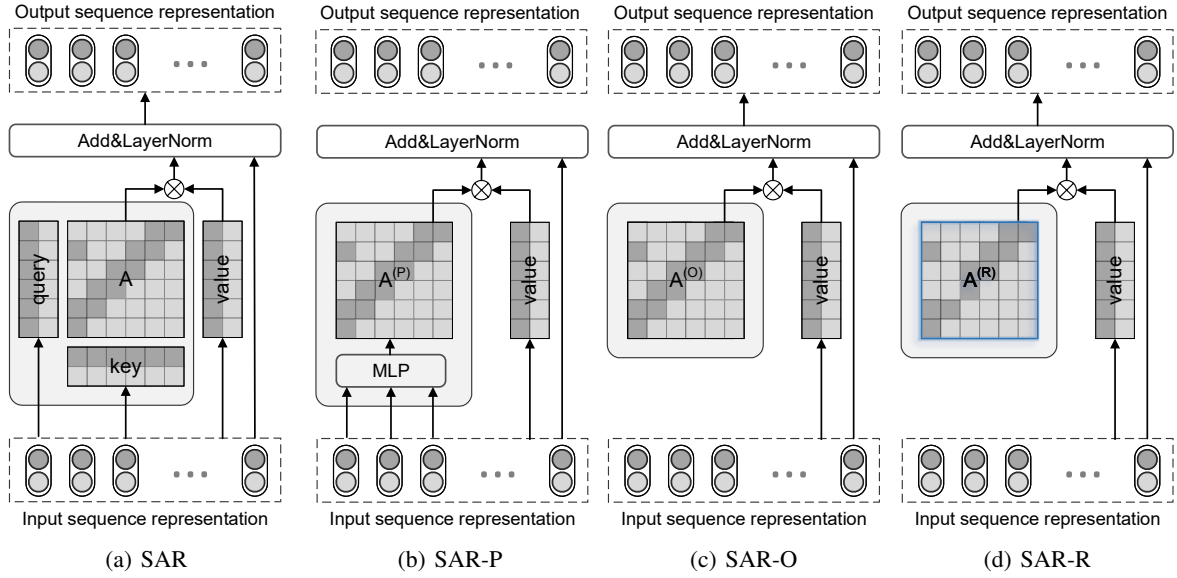 Output sequence representation
Output sequence representation
Output sequence representation
Output sequence representation
Add&LayerNorm
Add&LayerNorm
Add&LayerNorm
Add&LayerNorm
query
A
value
key
A(P)
value
MLP
A(O)
value
A(R)
value
Input sequence representation
Input sequence representation
Input sequence representation
Input sequence representation
(a) SAR
(b) SAR-P
(c) SAR-O
(d) SAR-R